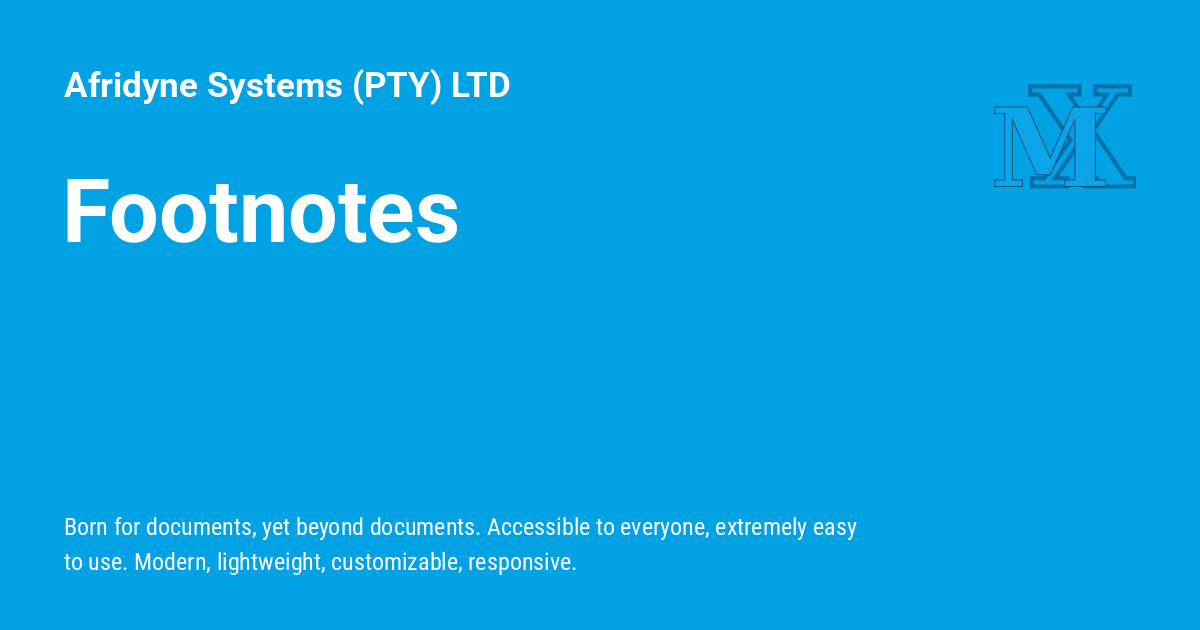 Afridyne Systems (PTY) LTD
MX
Footnotes
Born for documents, yet beyond documents. Accessible to everyone, extremely easy
to use. Modern, lightweight, customizable, responsive.